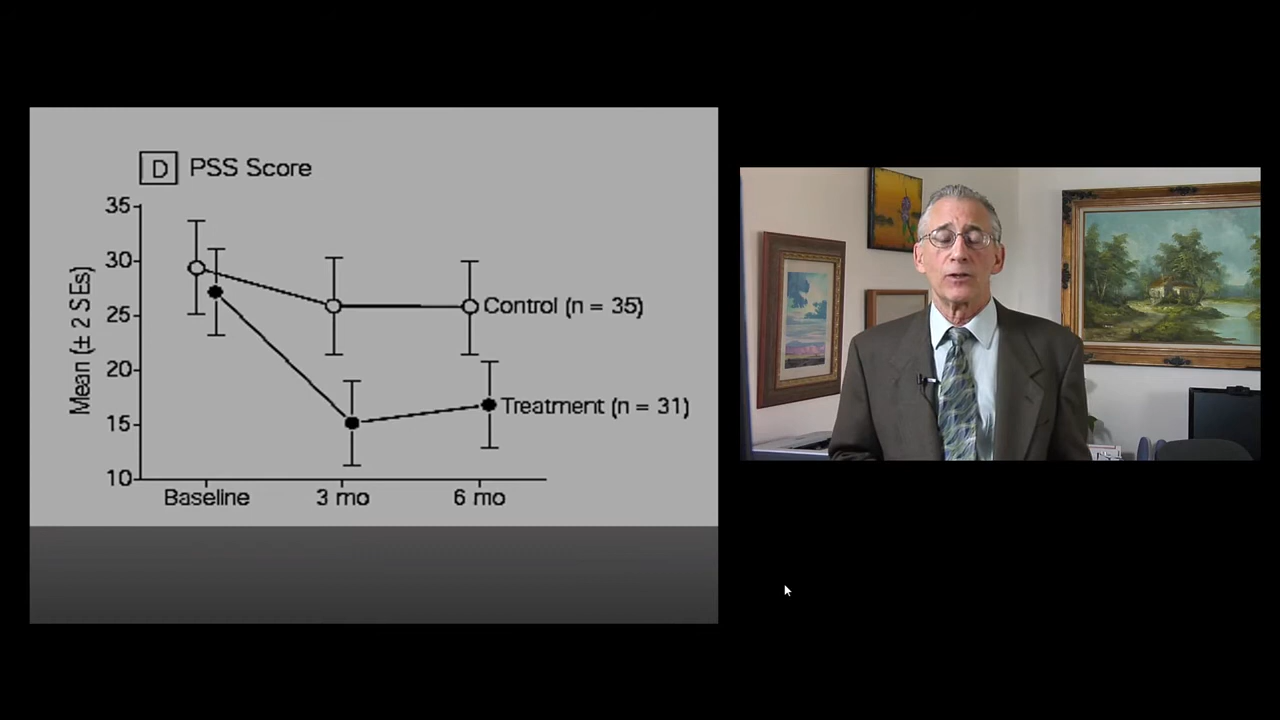 D PSS Score
35
30
25
20
15
10
Mean (± 2 SEs)
Control (n = 35)
Treatment (n = 31)
Baseline 3 mo 6 mo